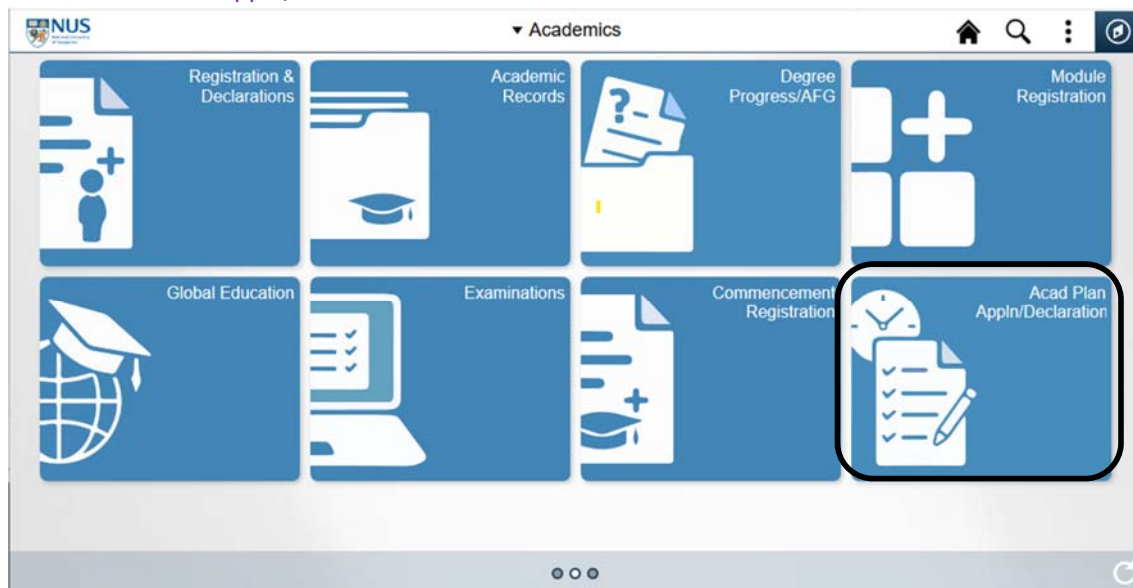 NUS
Academics
Registration &
Declarations
Academic
Records
Degree
Progress/AFG
?
Module
Registration
Global Education
Examinations
Commencement
Registration
Acad Plan
Appln/Declaration